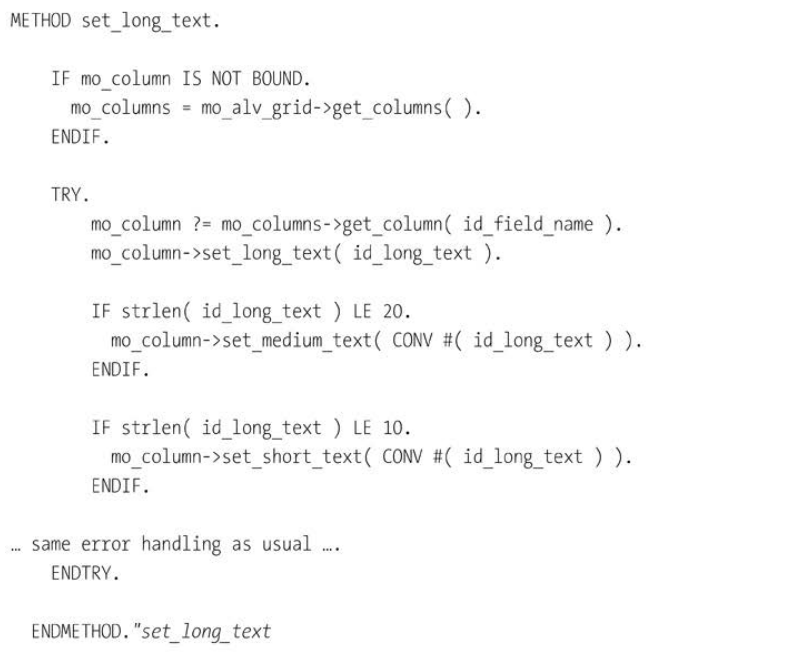 METHOD set_long_text.
IF mo_column IS NOT BOUND.
mo_columns = mo_alv_grid->get_columns( ).
ENDIF.
TRY.
mo_column ?= mo_columns->get_column( id_field_name ).
mo_column->set_long_text( id_long_text ).
IF strlen( id_long_text ) LE 20.
mo_column->set_medium_text( CONV #( id_long_text ) ).
ENDIF.
IF strlen( id_long_text ) LE 10.
mo_column->set_short_text( CONV #( id_long_text ) ).
ENDIF.
… same error handling as usual ….
ENDTRY.
ENDMETHOD."set_long_text